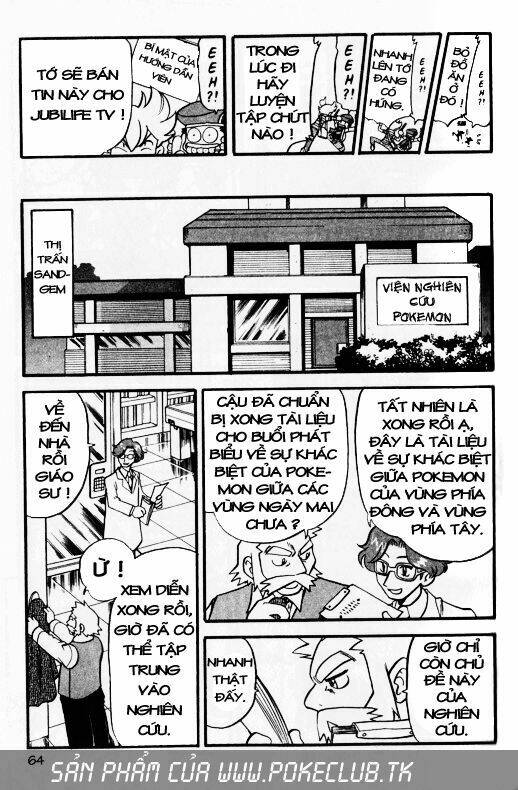 TỚ SẼ BÁN
TIN NÀY CHO
JUBILIFE TV !
BÍ MẬT CỦA
HƯỚNG DẪN
VIÊN
EEH ?!
TRONG
LÚC ĐI
HÃY
LUYỆN
TẬP CHÚT
NÀO !
EEH ?!
NHANH
LÊN TỚ
ĐANG
CÓ
HỨNG.
EEH ?!
BỎ
ĐỒ
ĂN Ở
ĐÓ !
EEH ?!
THỊ
TRẤN
SAND-
GEM
VIỆN NGHIÊN
CỨU
POKEMON
VỀ
ĐẾN
NHÀ
RỒI
GIÁO
SƯ !
Ừ !
XEM DIỄN
XONG RỒI,
GIỜ ĐÃ CÓ
THỂ TẬP
TRUNG
VÀO
NGHIÊN
CỨU.
CẬU ĐÃ CHUẨN
BỊ XONG TÀI LIỆU
CHO BUỔI PHÁT
BIỂU VỀ SỰ KHÁC
BIỆT CỦA POKE-
MON GIỮA CÁC
VÙNG NGÀY MAI
CHƯA ?
TẤT NHIÊN LÀ
XONG RỒI Ạ,
ĐÂY LÀ TÀI LIỆU
VỀ SỰ KHÁC BIỆT
GIỮA POKEMON
CỦA VÙNG PHÍA
ĐÔNG VÀ VÙNG
PHÍA TÂY.
NHANH
THẬT
ĐẤY.
GIỜ CHỈ
CÒN CHỦ
ĐỀ NÀY
CỦA
NGHIÊN
CỨU.
64
SẢN PHẨM CỦA WWW.POKECLUB.TK